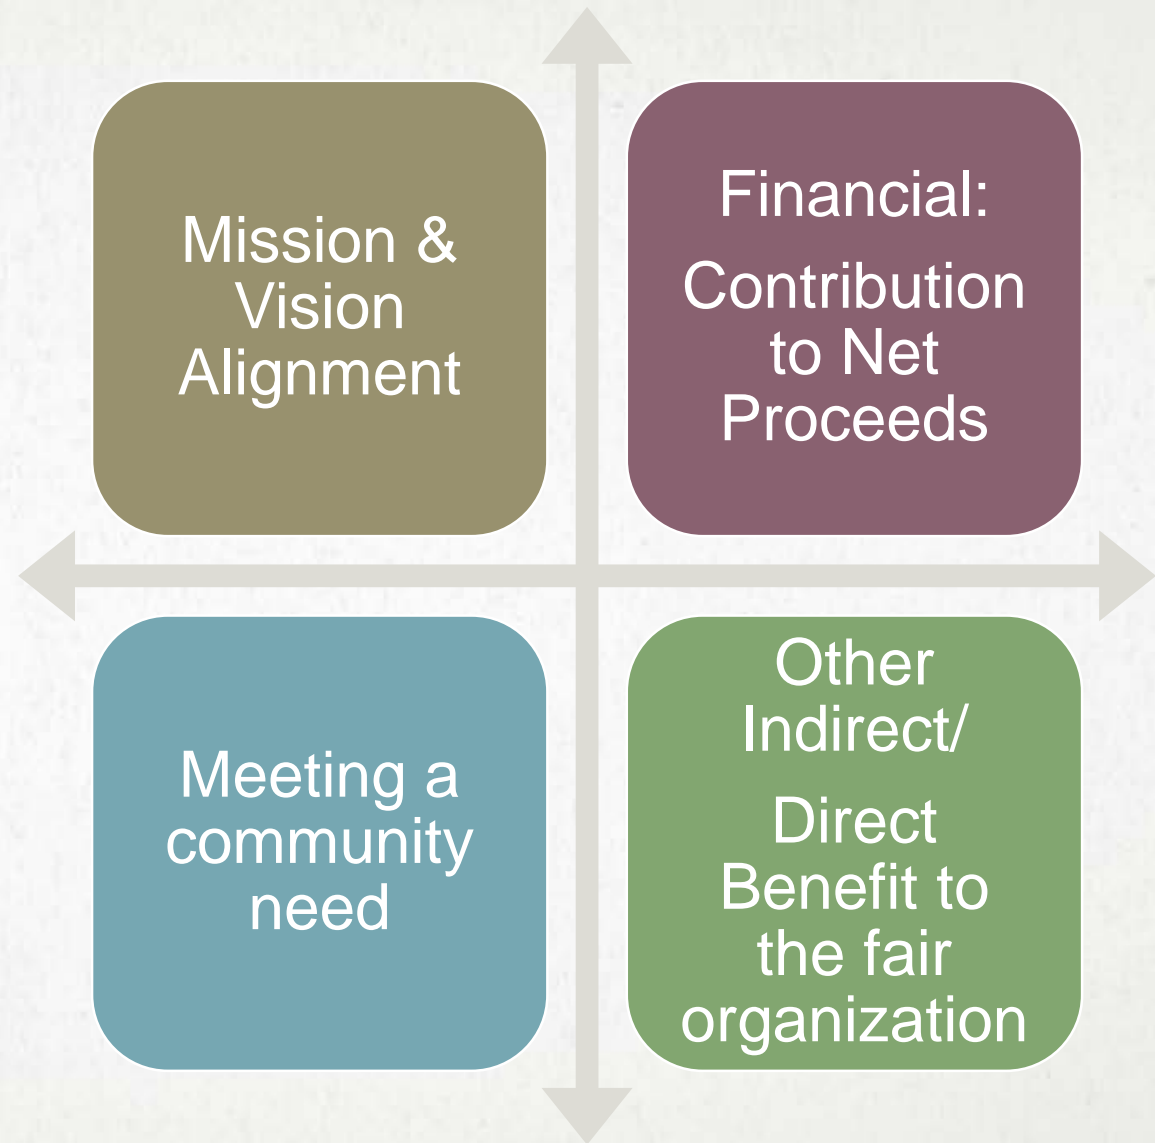 Mission &
Vision
Alignment
Financial:
Contribution
to Net
Proceeds
Meeting a
community
need
Other
Indirect/
Direct
Benefit to
the fair
organization